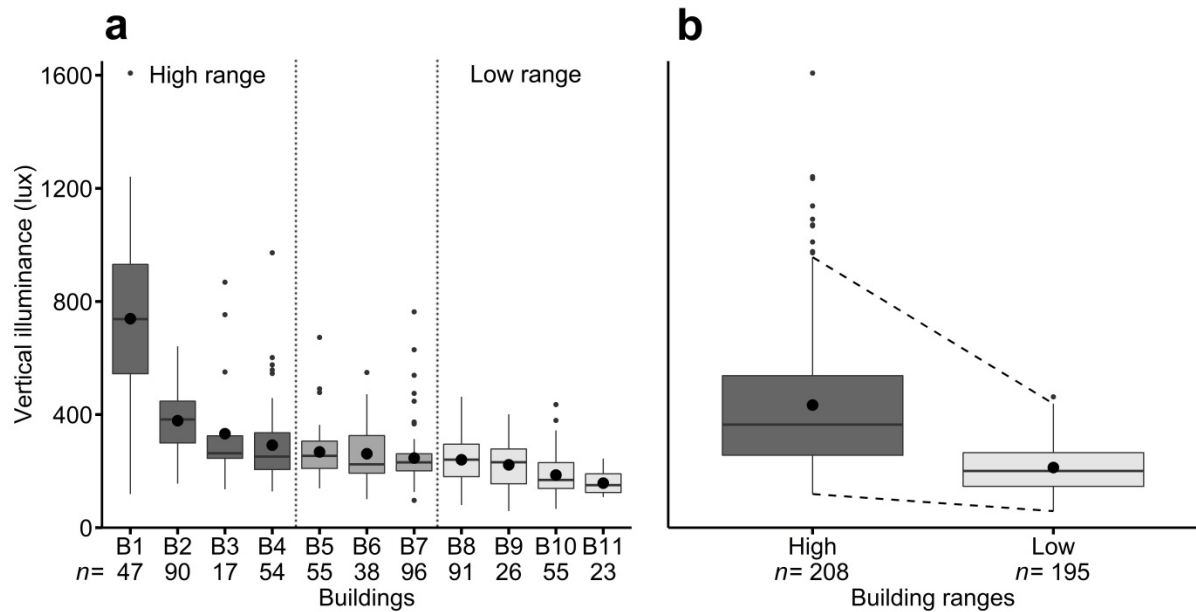 a
b
High range
Low range
1600
1200
800
400
0
Vertical illuminance (lux)
B1 B2 B3 B4 B5 B6 B7 B8 B9 B10 B11
n= 47 90 17 54 55 38 96 91 26 55 23
Buildings
High Low
n= 208 n= 195
Building ranges